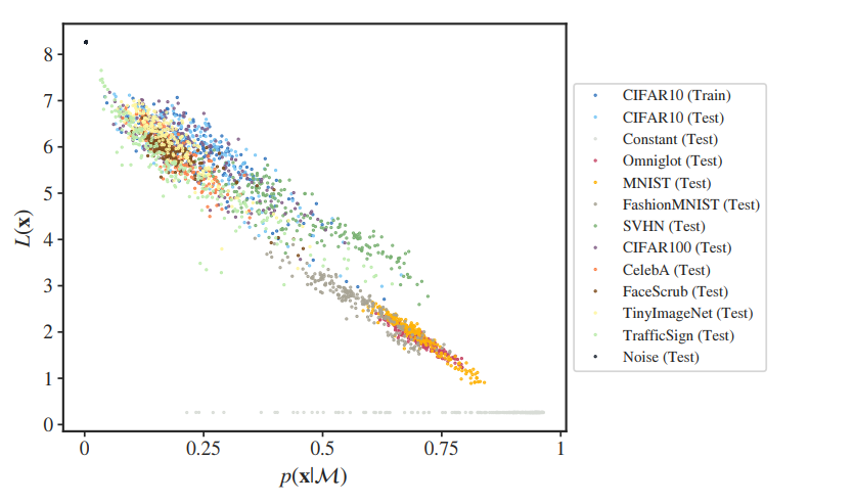 8
7
6
5
4
3
2
1
0
L(x)
0 0.25 0.5 0.75 1
p(x|ℳ)
CIFAR10 (Train)
CIFAR10 (Test)
Constant (Test)
Omniglot (Test)
MNIST (Test)
FashionMNIST (Test)
SVHN (Test)
CIFAR100 (Test)
CelebA (Test)
FaceScrub (Test)
TinyImageNet (Test)
TrafficSign (Test)
Noise (Test)